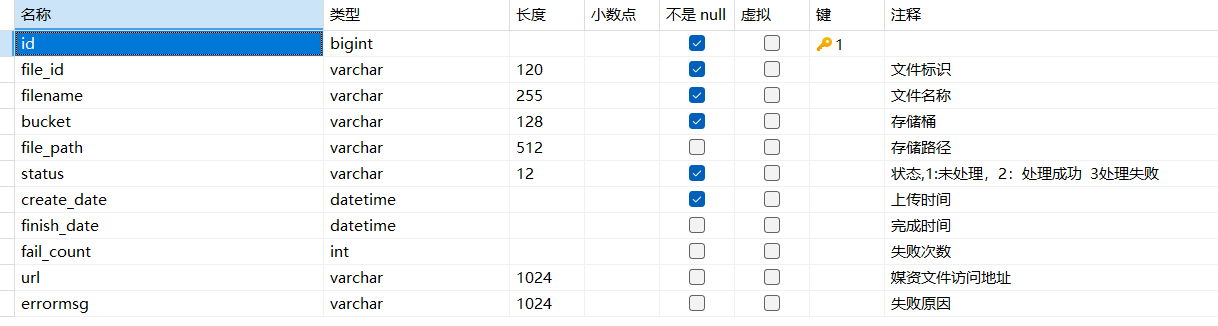 名称 类型 长度 小数点 不是 null 虚拟 键 注释
id bigint 1
file_id varchar 120 文件标识
filename varchar 255 文件名称
bucket varchar 128 存储桶
file_path varchar 512 存储路径
status varchar 12 状态,1:未处理，2：处理成功 3处理失败
create_date datetime 上传时间
finish_date datetime 完成时间
fail_count int 失败次数
url varchar 1024 媒资文件访问地址
errormsg varchar 1024 失败原因